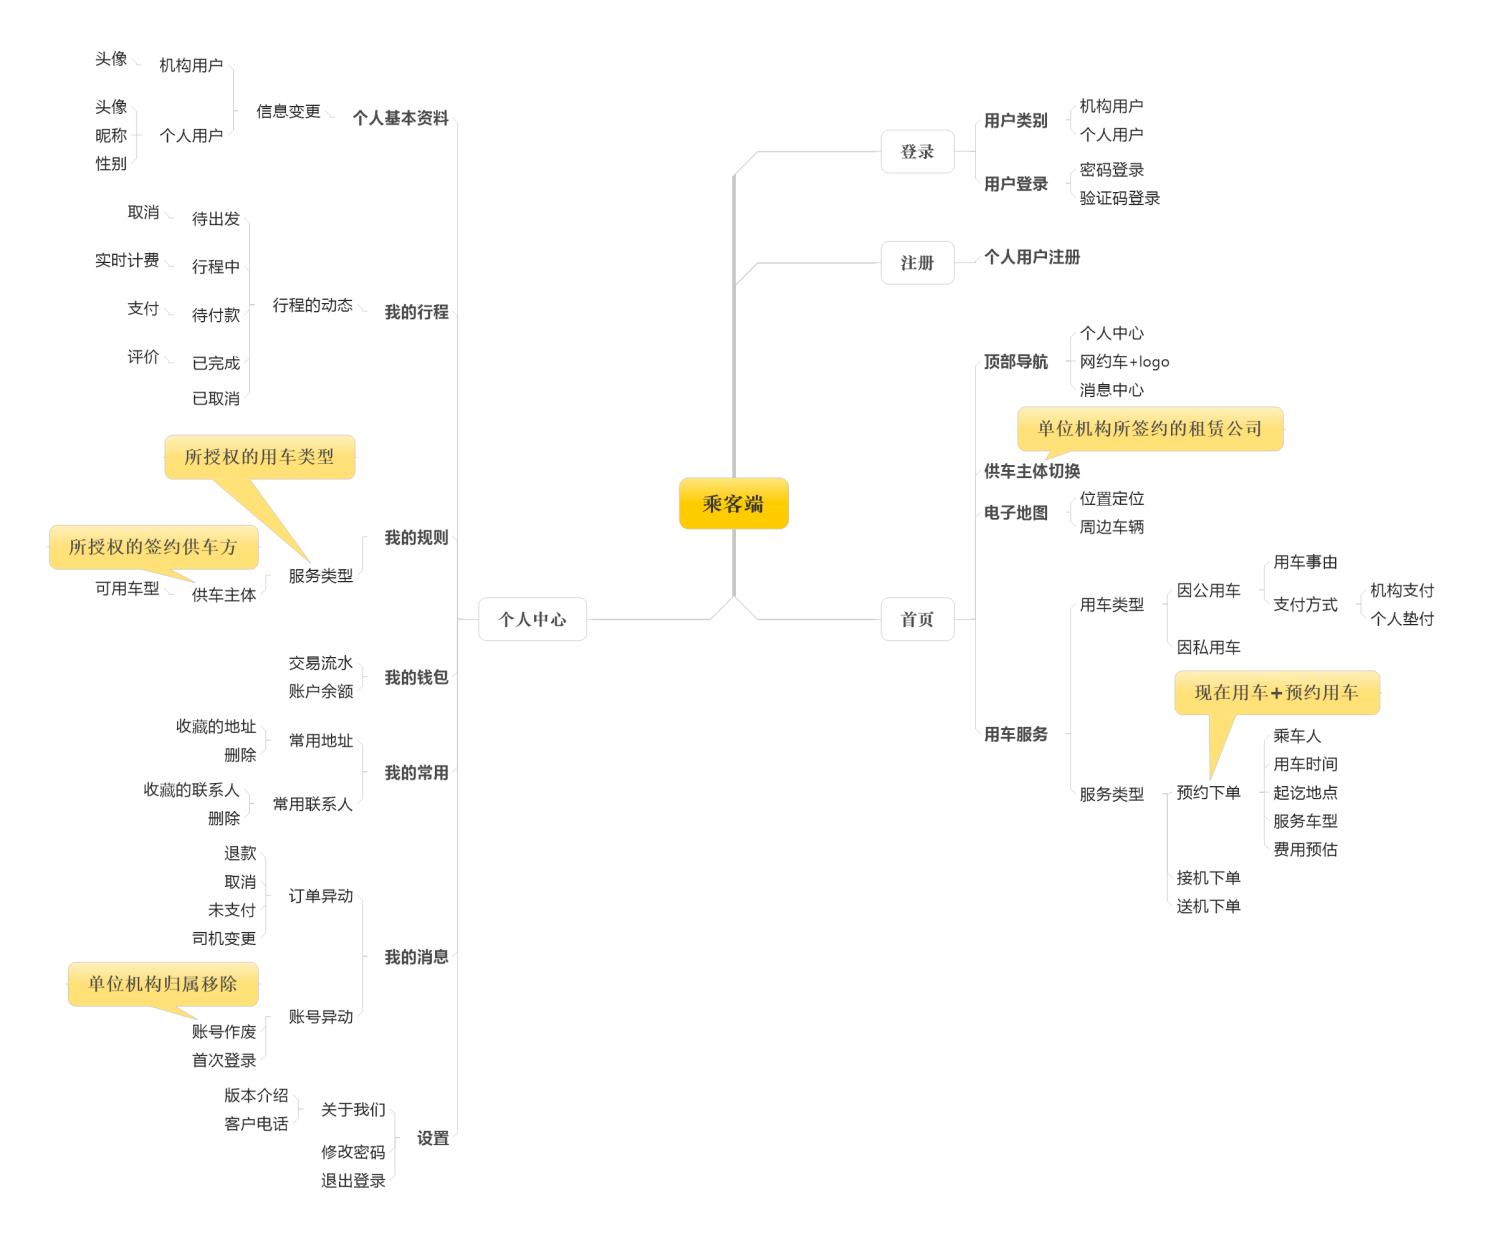 乘客端
登录
用户类别
机构用户
个人用户
用户登录
密码登录
验证码登录
注册
个人用户注册
首页
顶部导航
个人中心
网约车+logo
消息中心
单位机构所签约的租赁公司
供车主体切换
电子地图
位置定位
周边车辆
用车服务
用车类型
因公用车
用车事由
支付方式
机构支付
个人垫付
因私用车
服务类型
现在用车+预约用车
预约下单
乘车人
用车时间
起讫地点
服务车型
费用预估
接机下单
送机下单
个人中心
个人基本资料
信息变更
机构用户
头像
个人用户
头像
昵称
性别
我的行程
行程的动态
待出发
取消
行程中
实时计费
待付款
支付
已完成
评价
已取消
我的规则
所授权的用车类型
服务类型
所授权的签约供车方
供车主体
可用车型
我的钱包
交易流水
账户余额
我的常用
常用地址
收藏的地址
删除
常用联系人
收藏的联系人
删除
我的消息
订单异动
退款
取消
未支付
司机变更
账号异动
单位机构归属移除
账号作废
首次登录
设置
关于我们
版本介绍
客户电话
修改密码
退出登录